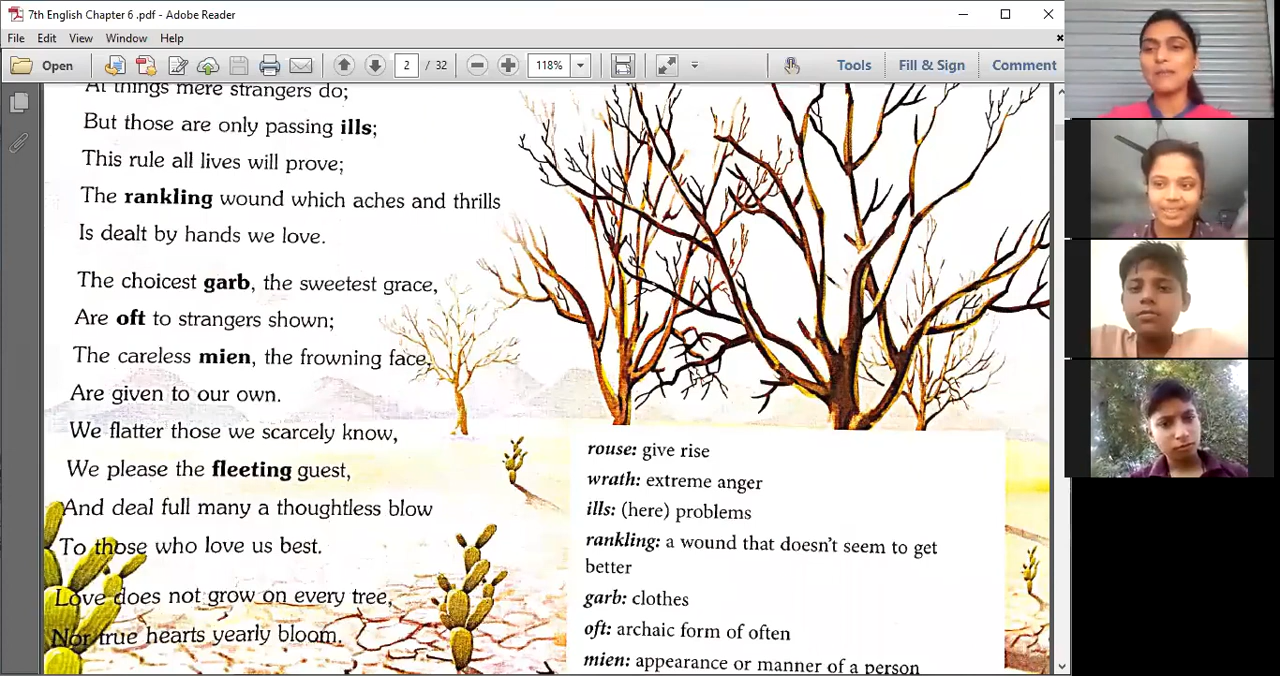 7th English Chapter 6 .pdf - Adobe Reader
File Edit View Window Help
Open 2 / 32 118% Tools Fill & Sign Comment
At things mere strangers do;
But those are only passing ills;
This rule all lives will prove;
The rankling wound which aches and thrills
Is dealt by hands we love.
The choicest garb, the sweetest grace,
Are oft to strangers shown;
The careless mien, the frowning face,
Are given to our own.
We flatter those we scarcely know,
We please the fleeting guest,
And deal full many a thoughtless blow
To those who love us best.
Love does not grow on every tree,
Nor true hearts yearly bloom.
rouse: give rise
wrath: extreme anger
ills: (here) problems
rankling: a wound that doesn't seem to get
better
garb: clothes
oft: archaic form of often
mien: appearance or manner of a person